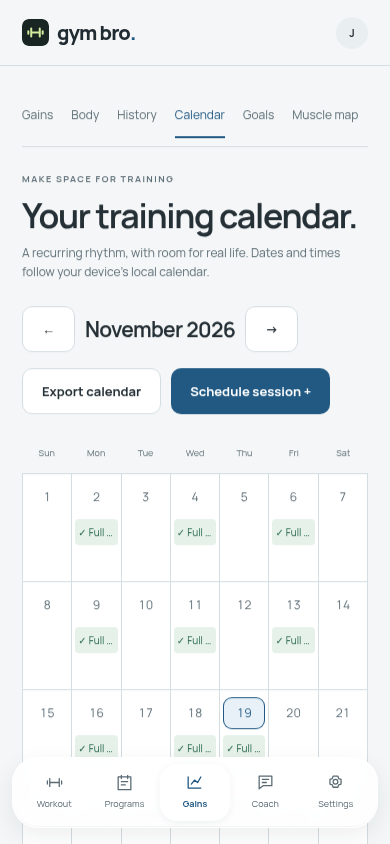 gym bro.
J
Gains Body History Calendar Goals Muscle map
MAKE SPACE FOR TRAINING
Your training calendar.
A recurring rhythm, with room for real life. Dates and times
follow your device's local calendar.
← November 2026 →
Export calendar Schedule session +
Sun Mon Tue Wed Thu Fri Sat
1 2 3 4 5 6 7
✓ Full ... ✓ Full ... ✓ Full ...
8 9 10 11 12 13 14
✓ Full ... ✓ Full ... ✓ Full ...
15 16 17 18 19 20 21
✓ Full ... ✓ Full ... ✓ Full ...
Workout Programs Gains Coach Settings